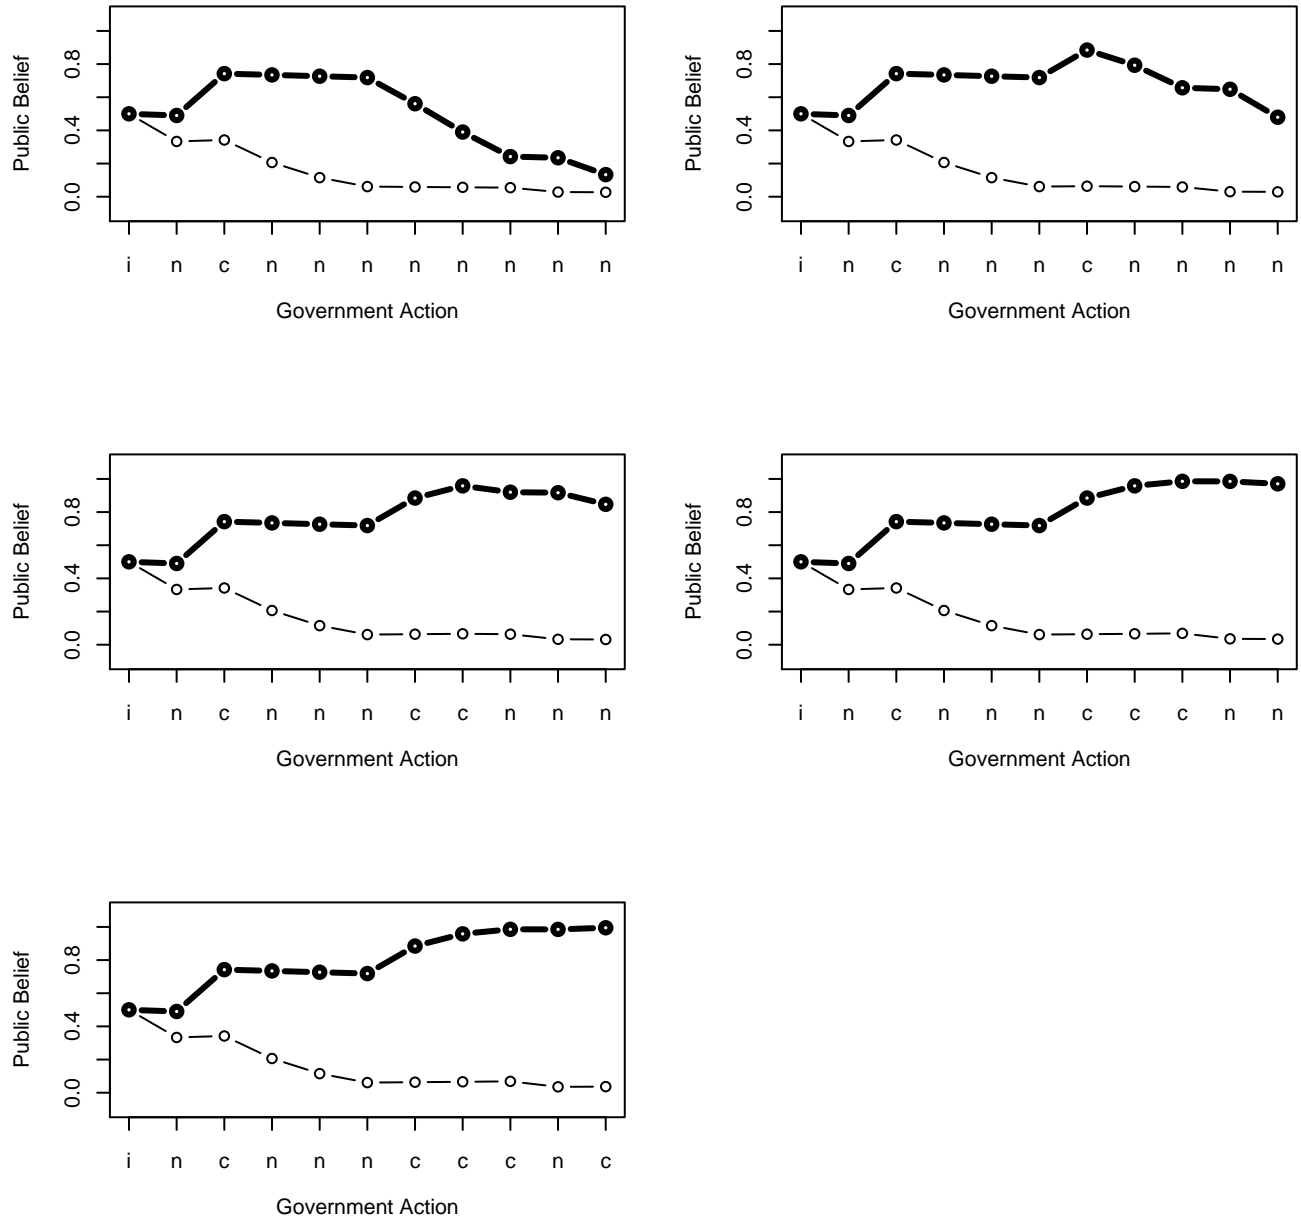 Public Belief
0.8
0.4
0.0
i n c n n n n n n n n
Government Action
Public Belief
0.8
0.4
0.0
i n c n n n c n n n n
Government Action
Public Belief
0.8
0.4
0.0
i n c n n n c c n n n
Government Action
Public Belief
0.8
0.4
0.0
i n c n n n c c c n n
Government Action
Public Belief
0.8
0.4
0.0
i n c n n n c c c n c
Government Action